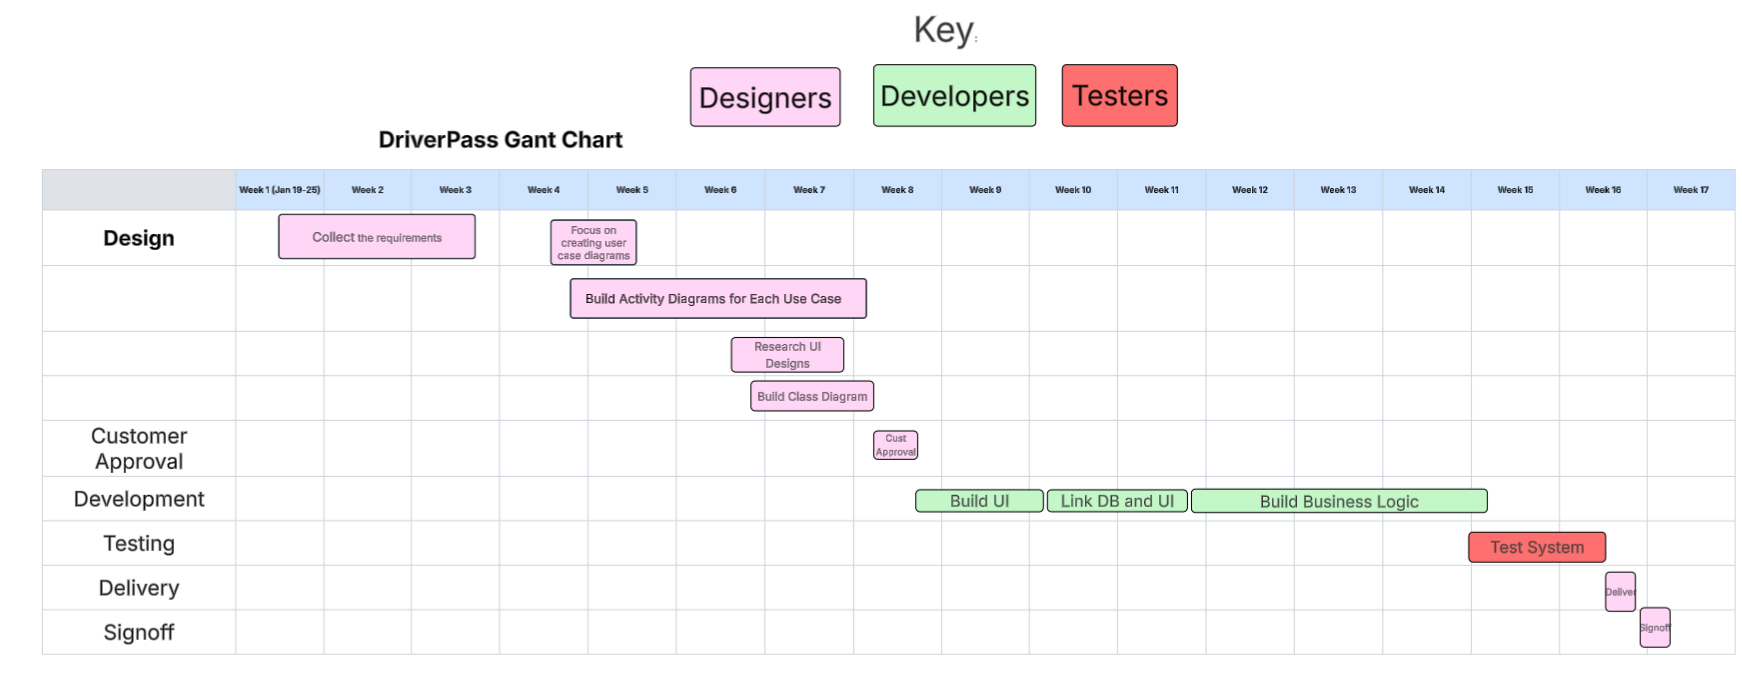 Key:
Designers
Developers
Testers
DriverPass Gant Chart
Week 1 (Jan 19-25)
Week 2
Week 3
Week 4
Week 5
Week 6
Week 7
Week 8
Week 9
Week 10
Week 11
Week 12
Week 13
Week 14
Week 15
Week 16
Week 17
Design
Collect the requirements
Focus on
creating user
case diagrams
Build Activity Diagrams for Each Use Case
Research UI
Designs
Build Class Diagram
Customer
Approval
Cust
Approval
Development
Build UI
Link DB and UI
Build Business Logic
Testing
Test System
Delivery
Deliver
Signoff
Signoff